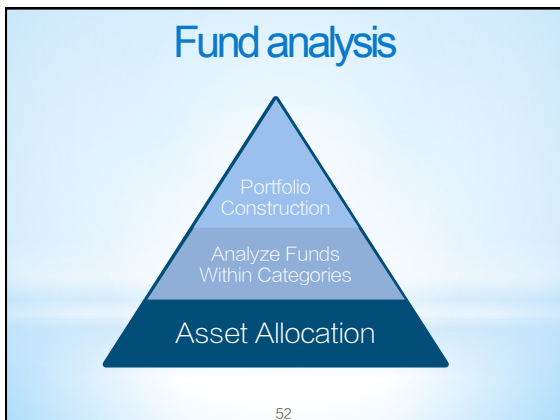 Fund analysis
Portfolio
Construction
Analyze Funds
Within Categories
Asset Allocation
52